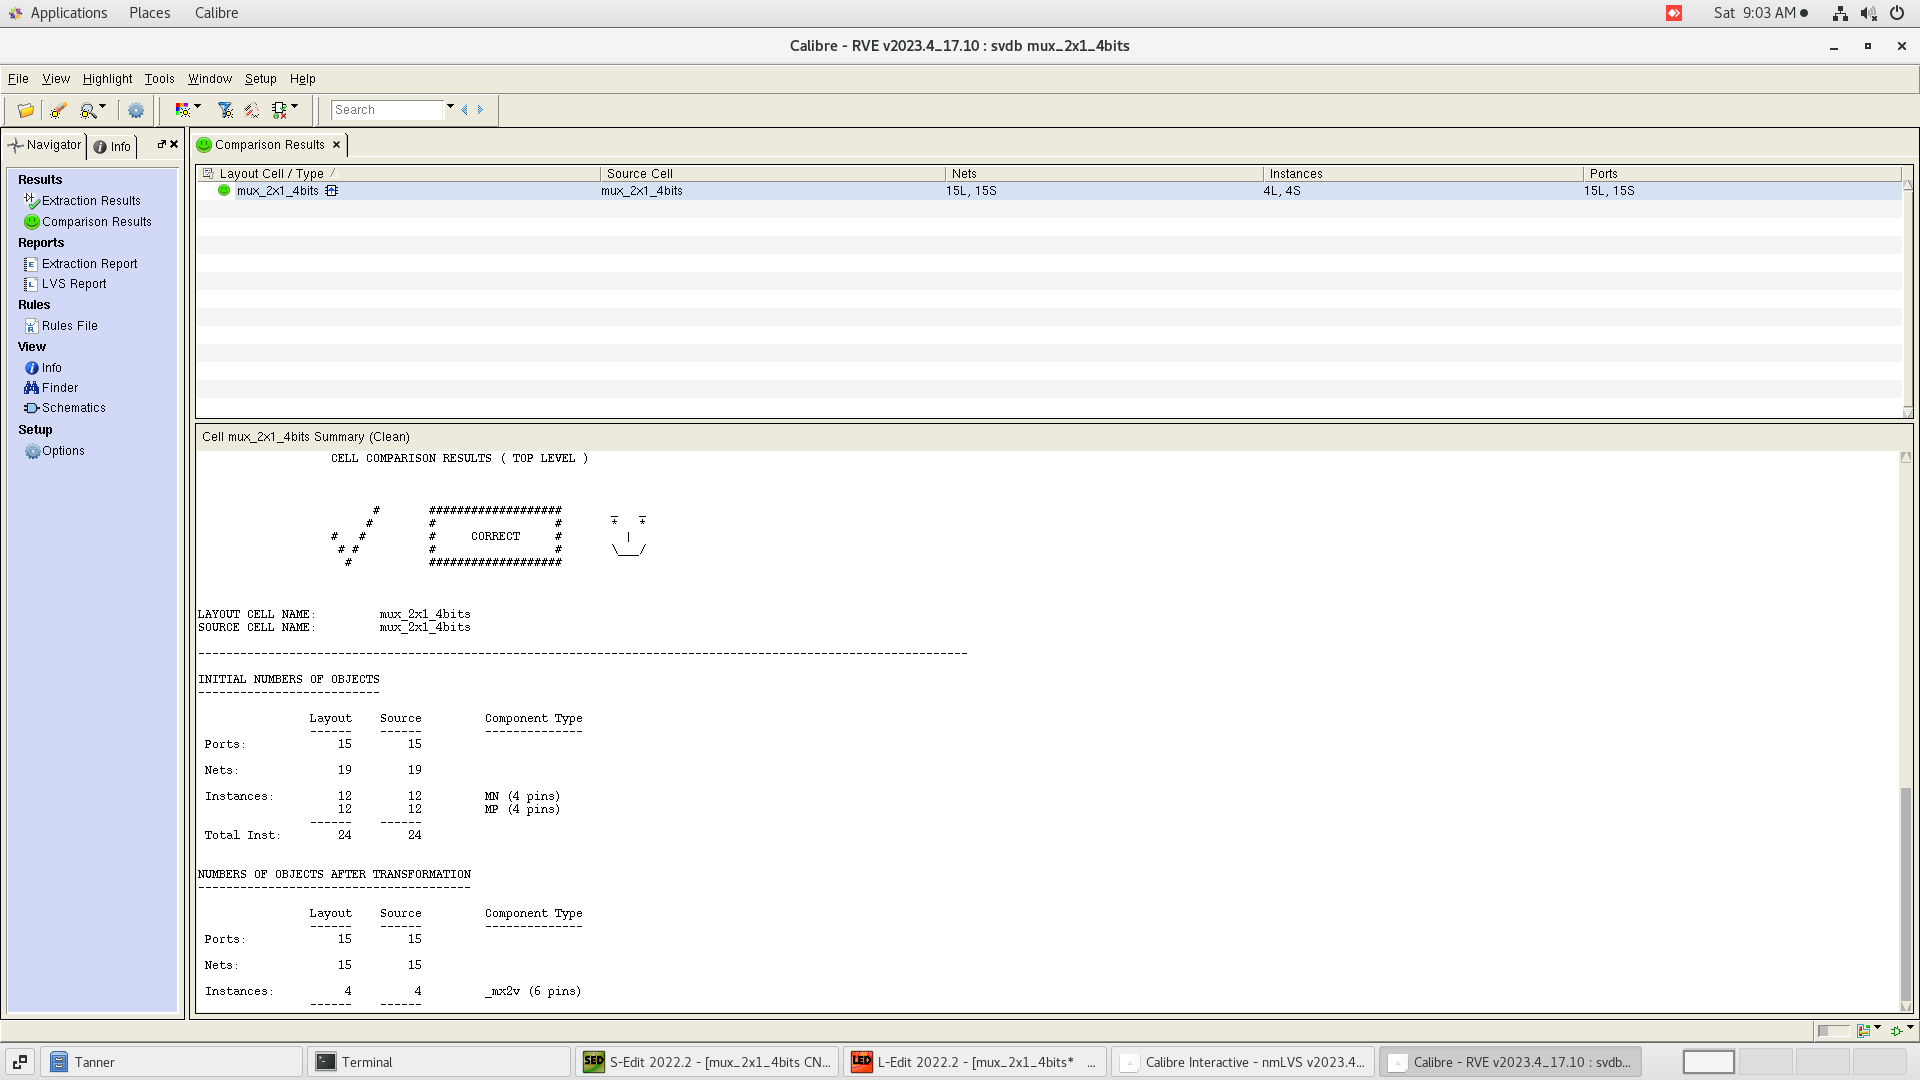 Applications Places Calibre Sat 9:03 AM
Calibre - RVE v2023.4_17.10 : svdb mux_2x1_4bits
File View Highlight Tools Window Setup Help
Search
Navigator Info
Comparison Results
Results
Extraction Results
Comparison Results
Reports
Extraction Report
LVS Report
Rules
Rules File
View
Info
Finder
Schematics
Setup
Options
Layout Cell / Type Source Cell Nets Instances Ports
mux_2x1_4bits mux_2x1_4bits 15L, 15S 4L, 4S 15L, 15S
Cell mux_2x1_4bits Summary (Clean)
CELL COMPARISON RESULTS ( TOP LEVEL )
# ################### _ _
# # # * *
# # # CORRECT # |
# # # # \___/
# ###################
LAYOUT CELL NAME: mux_2x1_4bits
SOURCE CELL NAME: mux_2x1_4bits
--------------------------------------------------------------------------------------------------------------
INITIAL NUMBERS OF OBJECTS
--------------------------
Layout Source Component Type
------ ------ --------------
Ports: 15 15
Nets: 19 19
Instances: 12 12 MN (4 pins)
12 12 MP (4 pins)
------ ------
Total Inst: 24 24
NUMBERS OF OBJECTS AFTER TRANSFORMATION
---------------------------------------
Layout Source Component Type
------ ------ --------------
Ports: 15 15
Nets: 15 15
Instances: 4 4 _mx2v (6 pins)
------ ------
Tanner
Terminal
S-Edit 2022.2 - [mux_2x1_4bits CN...
L-Edit 2022.2 - [mux_2x1_4bits* ...
Calibre Interactive - nmLVS v2023.4...
Calibre - RVE v2023.4_17.10 : svdb...